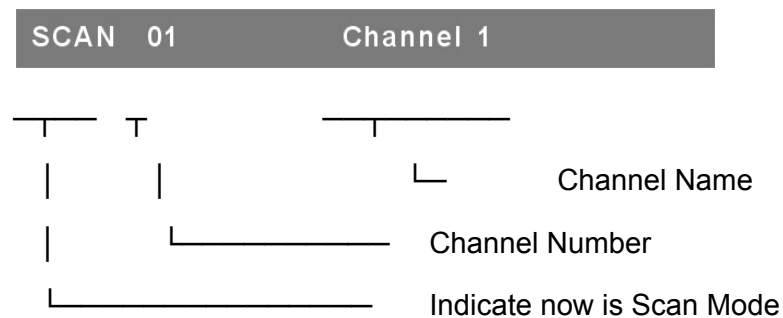 SCAN 01 Channel 1
Channel Name
Channel Number
Indicate now is Scan Mode